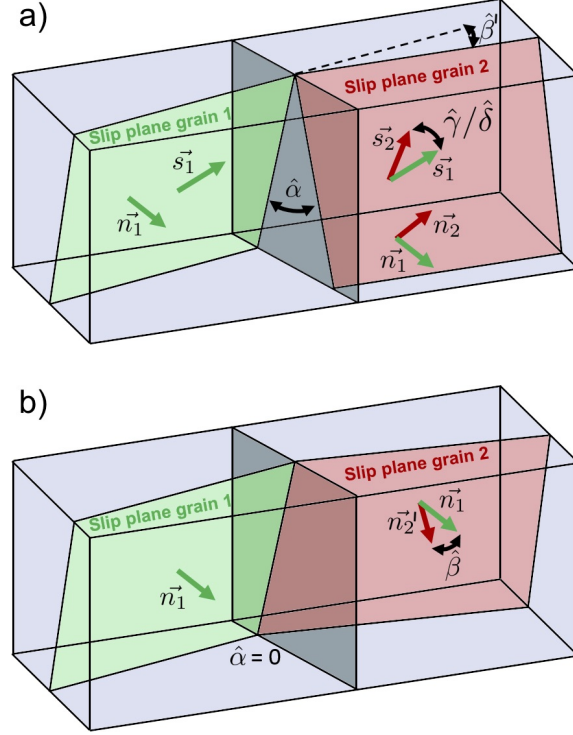 a)
β̂'
Slip plane grain 1
Slip plane grain 2
γ̂/δ̂
s⃗₂
s⃗₁
s⃗₁
α̂
n⃗₁
n⃗₂
n⃗₁
b)
Slip plane grain 1
Slip plane grain 2
n⃗₁
n⃗₂'
β̂
n⃗₁
α̂ = 0